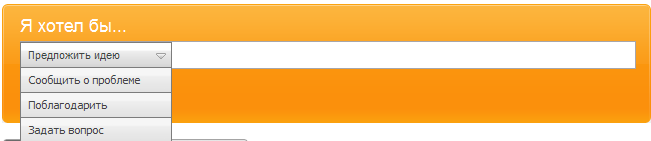 Я хотел бы...
Предложить идею
Сообщить о проблеме
Поблагодарить
Задать вопрос